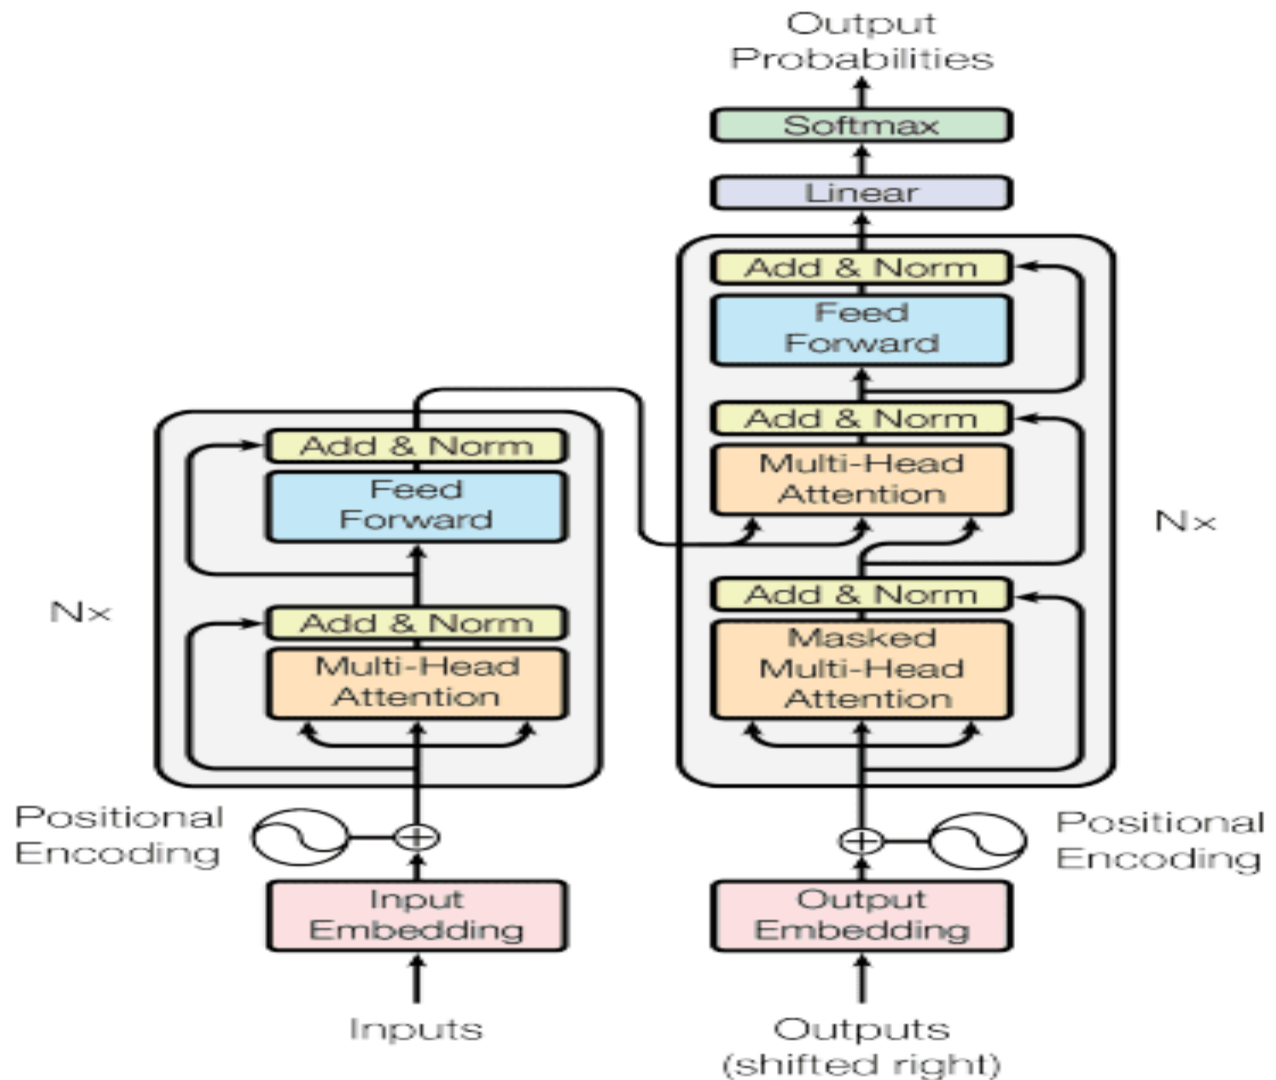 Output
Probabilities
Softmax
Linear
Add & Norm
Feed
Forward
Add & Norm
Multi-Head
Attention
Nx
Add & Norm
Masked
Multi-Head
Attention
Add & Norm
Feed
Forward
Nx
Add & Norm
Multi-Head
Attention
Positional
Encoding
Positional
Encoding
Input
Embedding
Output
Embedding
Inputs
Outputs
(shifted right)